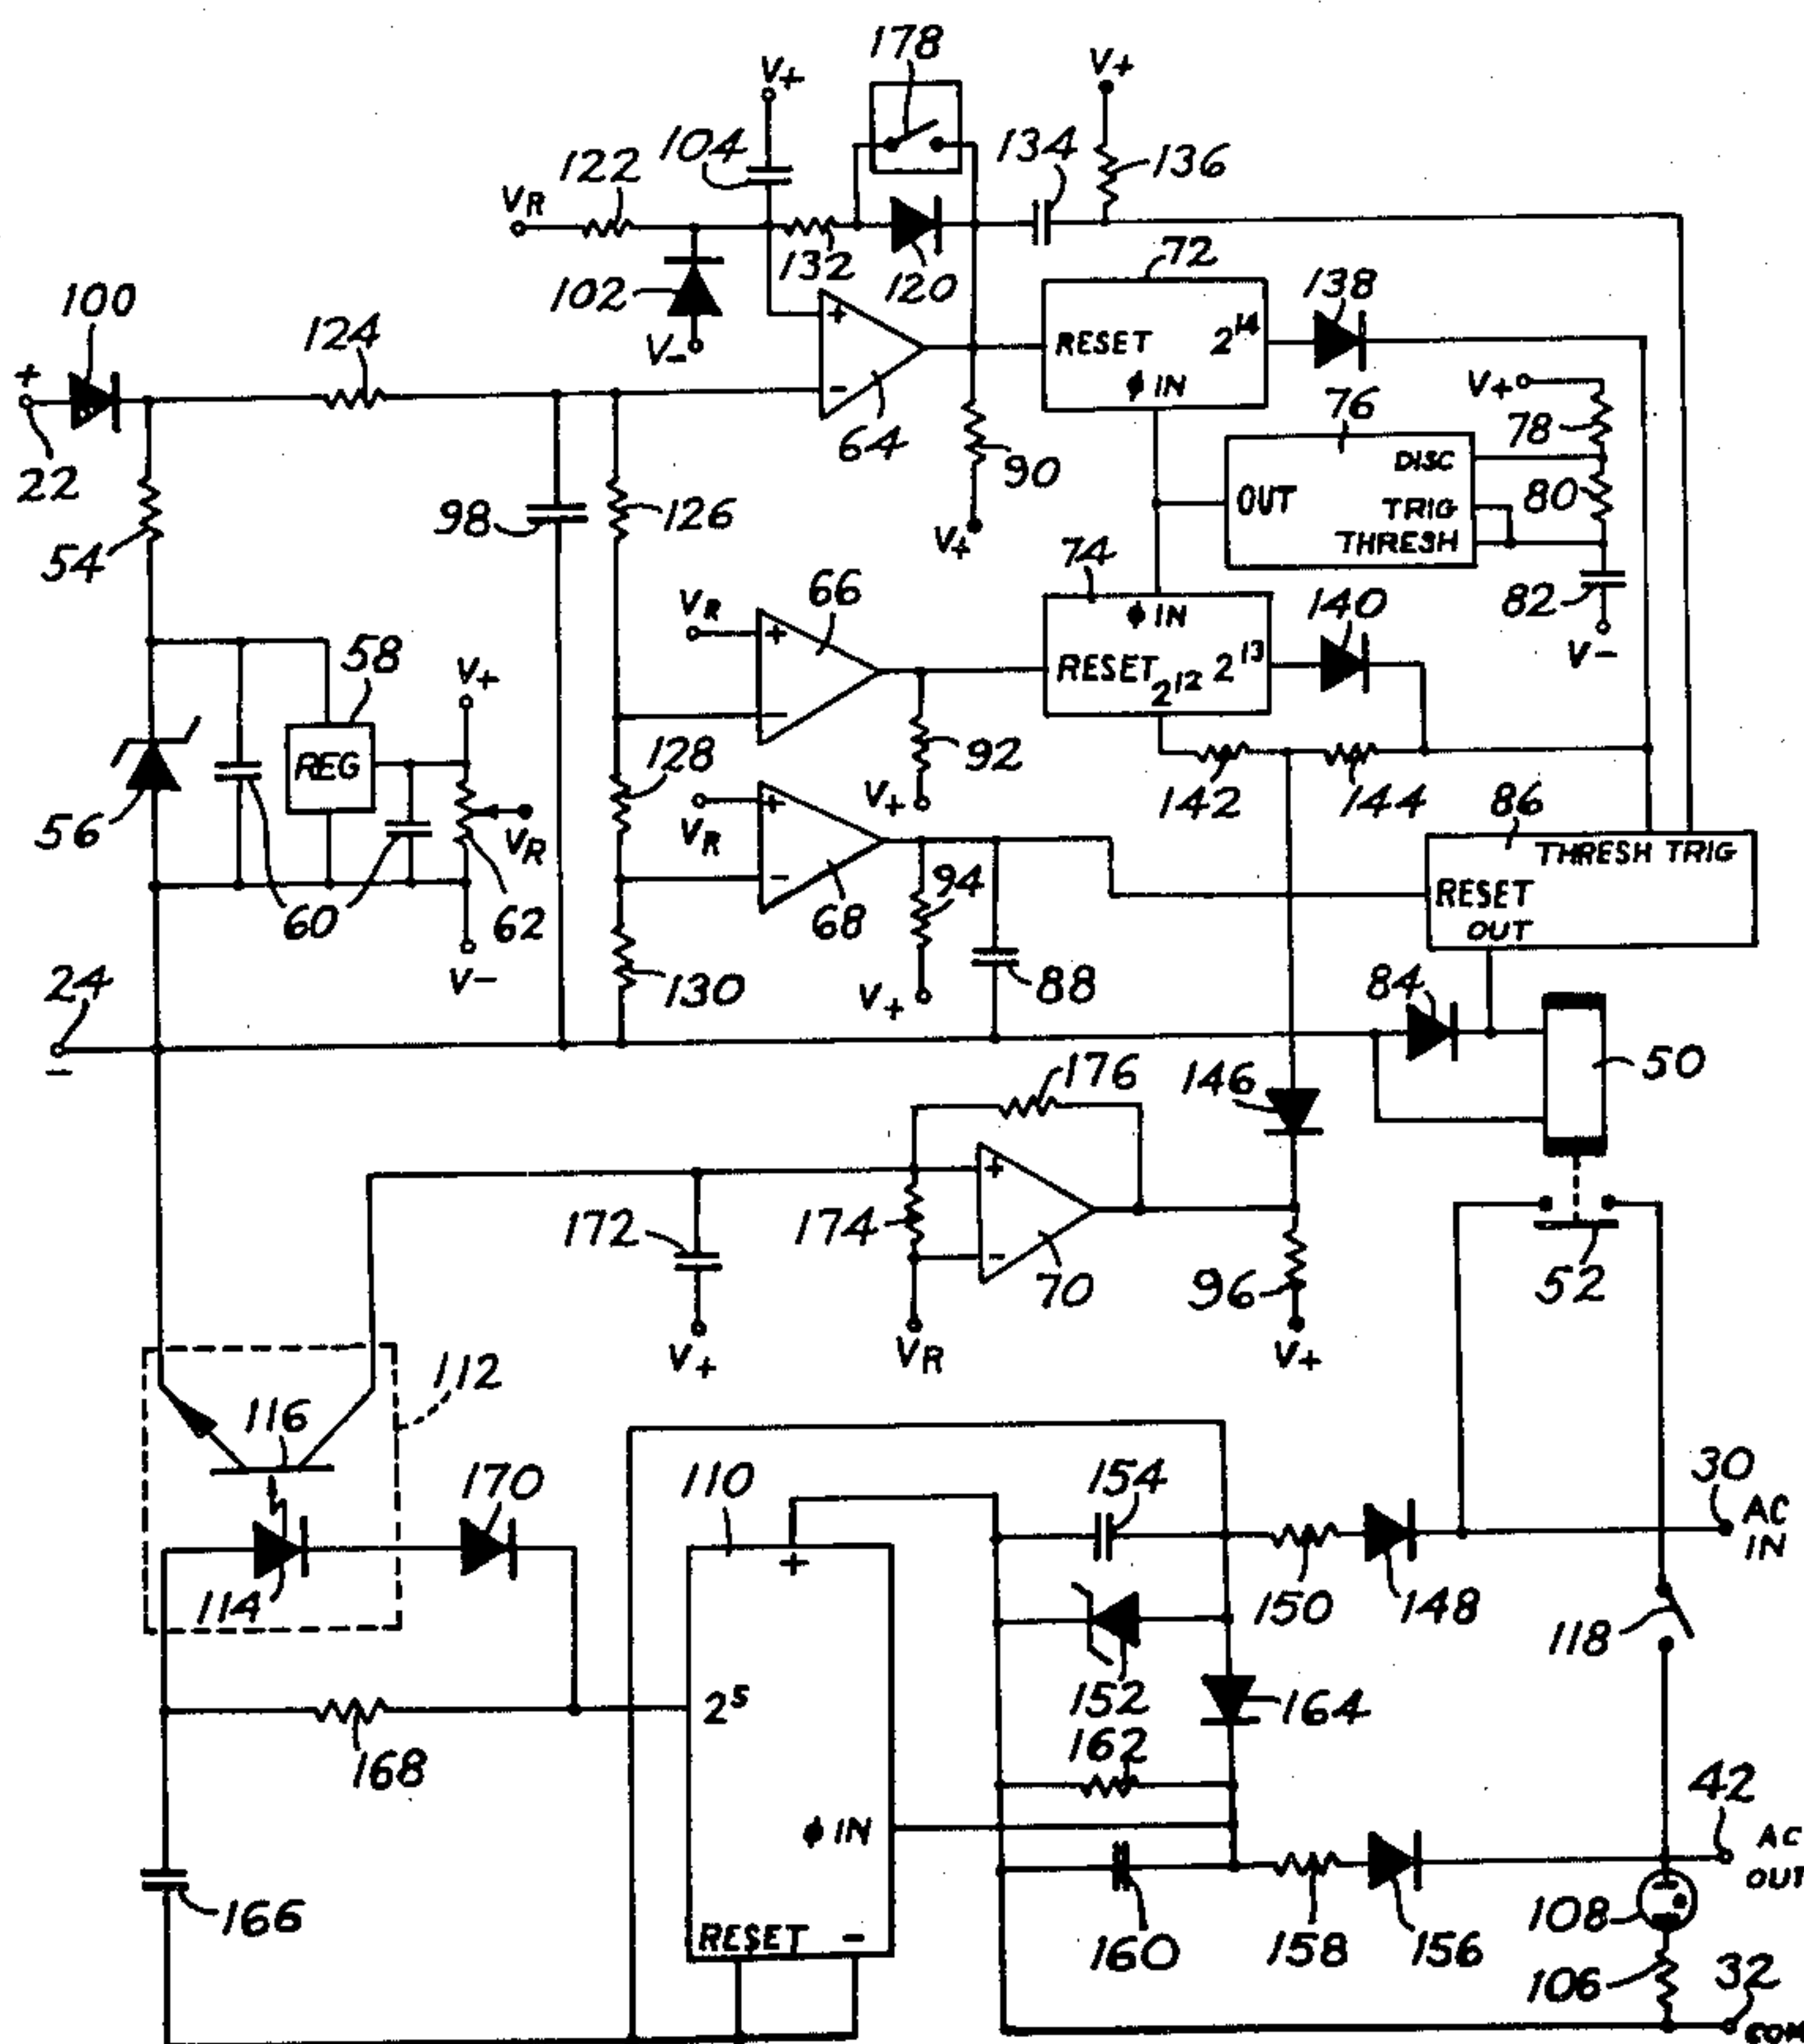 178
V+
V+
104
134
136
122
VR
132
120
72
102
V-
138
100
124
+
RESET 2^14
φ IN
+
-
64
V+
76
78
22
90
DISC
OUT
TRIG
THRESH
80
98
126
V+
54
74
82
V-
66
VR
+
φ IN
140
58
V+
RESET 2^12 2^13
-
REG
128
92
142
144
56
VR
V+
86
+
VR
THRESH TRIG
-
94
RESET
60
62
68
OUT
V-
24
130
V+
88
84
-
50
176
146
+
172
174
-
70
96
52
V+
VR
V+
112
116
170
110
154
30
AC
IN
+
114
150
148
118
2^5
152
164
162
168
42
φ IN
AC
OUT
166
108
RESET
-
160
158
156
106
32
COM